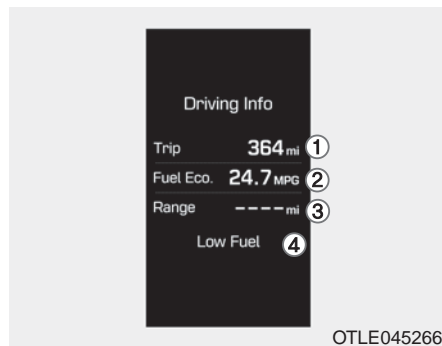 Driving Info
Trip 364 mi ①
Fuel Eco. 24.7 MPG ②
Range ---- mi ③
Low Fuel ④
OTLE045266